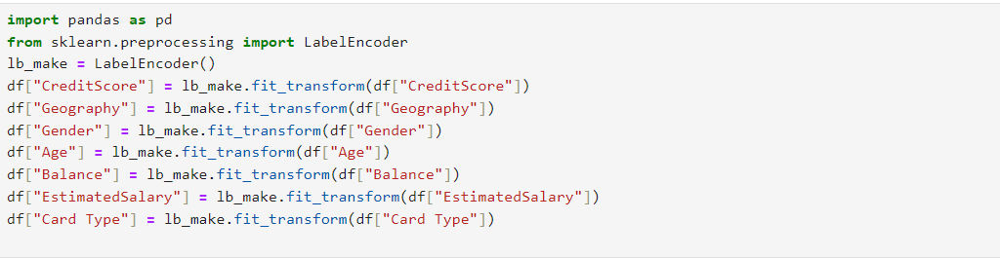 import pandas as pd
from sklearn.preprocessing import LabelEncoder
lb_make = LabelEncoder()
df["CreditScore"] = lb_make.fit_transform(df["CreditScore"])
df["Geography"] = lb_make.fit_transform(df["Geography"])
df["Gender"] = lb_make.fit_transform(df["Gender"])
df["Age"] = lb_make.fit_transform(df["Age"])
df["Balance"] = lb_make.fit_transform(df["Balance"])
df["EstimatedSalary"] = lb_make.fit_transform(df["EstimatedSalary"])
df["Card Type"] = lb_make.fit_transform(df["Card Type"])